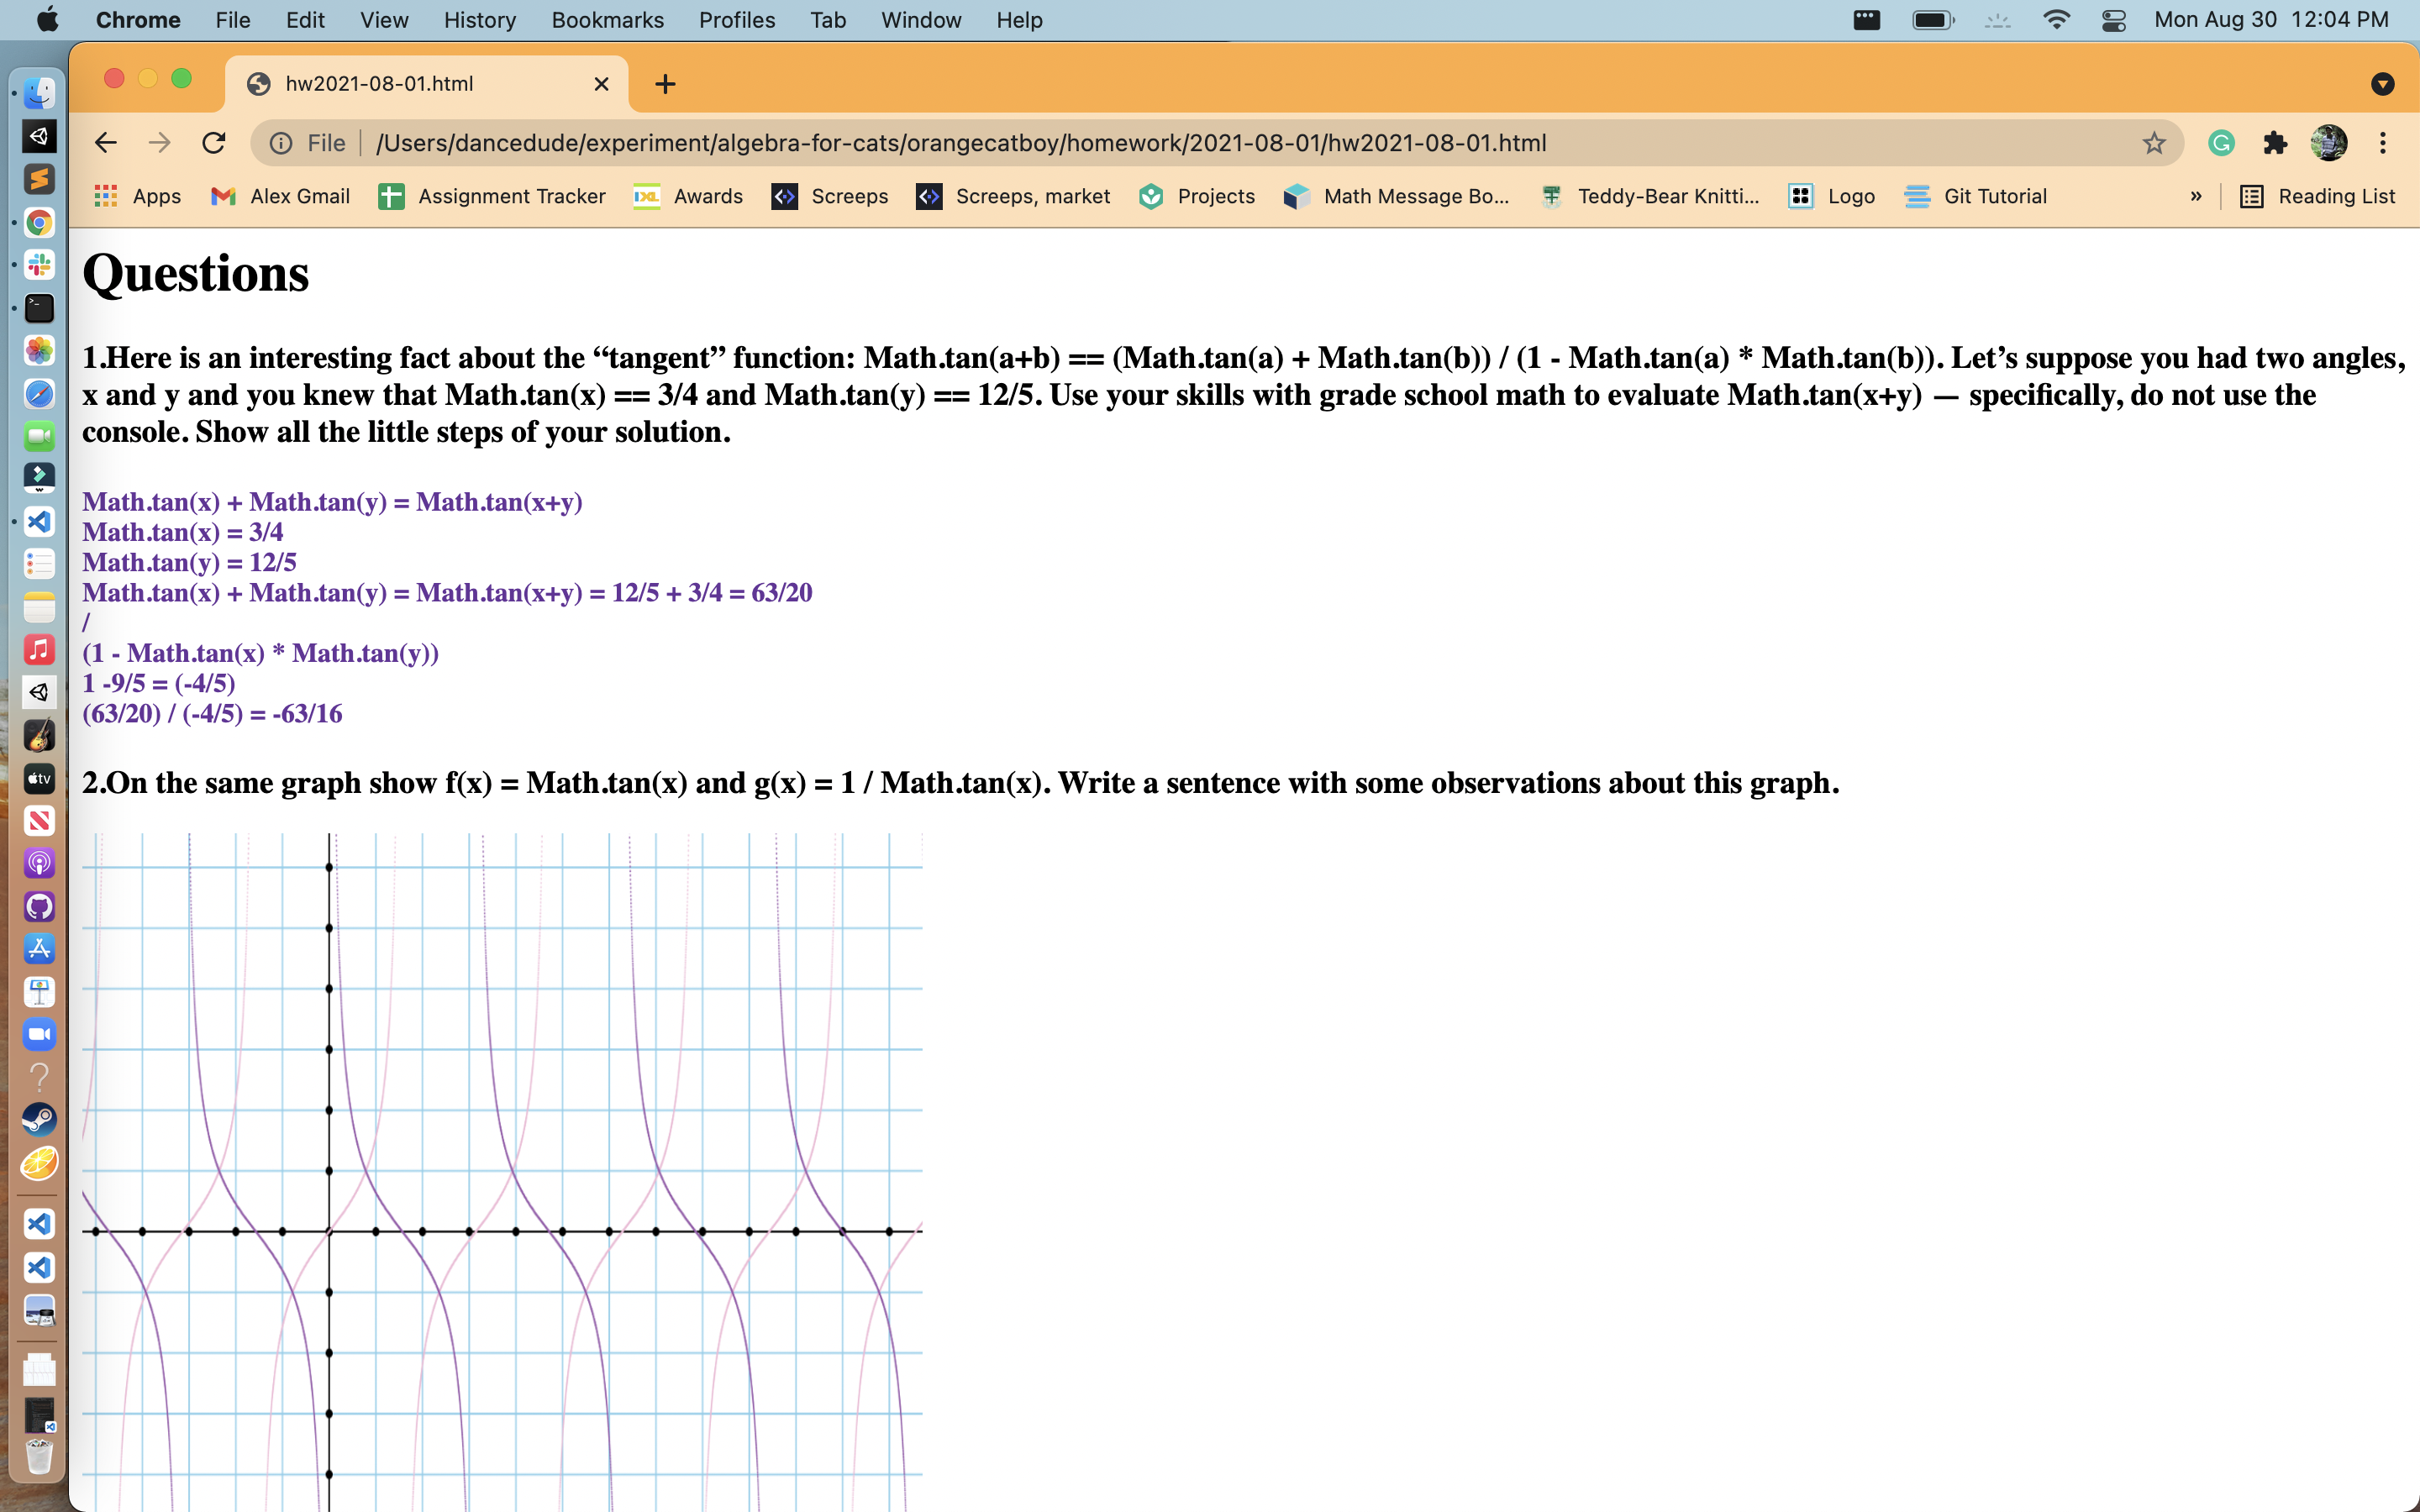 Chrome File Edit View History Bookmarks Profiles Tab Window Help Mon Aug 30 12:04 PM
hw2021-08-01.html
File /Users/dancedude/experiment/algebra-for-cats/orangecatboy/homework/2021-08-01/hw2021-08-01.html
Apps Alex Gmail Assignment Tracker Awards Screeps Screeps, market Projects Math Message Bo... Teddy-Bear Knitti... Logo Git Tutorial » Reading List
Questions
1.Here is an interesting fact about the “tangent” function: Math.tan(a+b) == (Math.tan(a) + Math.tan(b)) / (1 - Math.tan(a) * Math.tan(b)). Let’s suppose you had two angles,
x and y and you knew that Math.tan(x) == 3/4 and Math.tan(y) == 12/5. Use your skills with grade school math to evaluate Math.tan(x+y) — specifically, do not use the
console. Show all the little steps of your solution.
Math.tan(x) + Math.tan(y) = Math.tan(x+y)
Math.tan(x) = 3/4
Math.tan(y) = 12/5
Math.tan(x) + Math.tan(y) = Math.tan(x+y) = 12/5 + 3/4 = 63/20
/
(1 - Math.tan(x) * Math.tan(y))
1 -9/5 = (-4/5)
(63/20) / (-4/5) = -63/16
2.On the same graph show f(x) = Math.tan(x) and g(x) = 1 / Math.tan(x). Write a sentence with some observations about this graph.